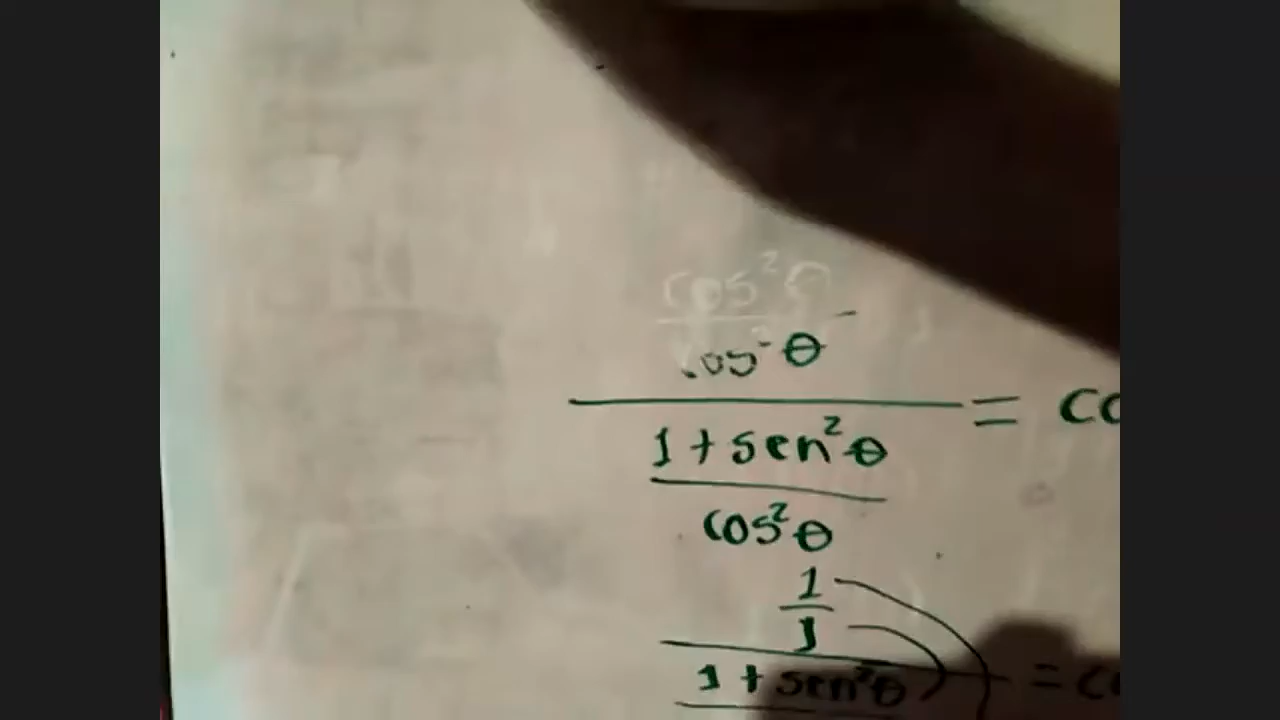 cos²θ
cos²θ
1 + sen²θ = co
cos²θ
1
1
1 + sen²θ = c